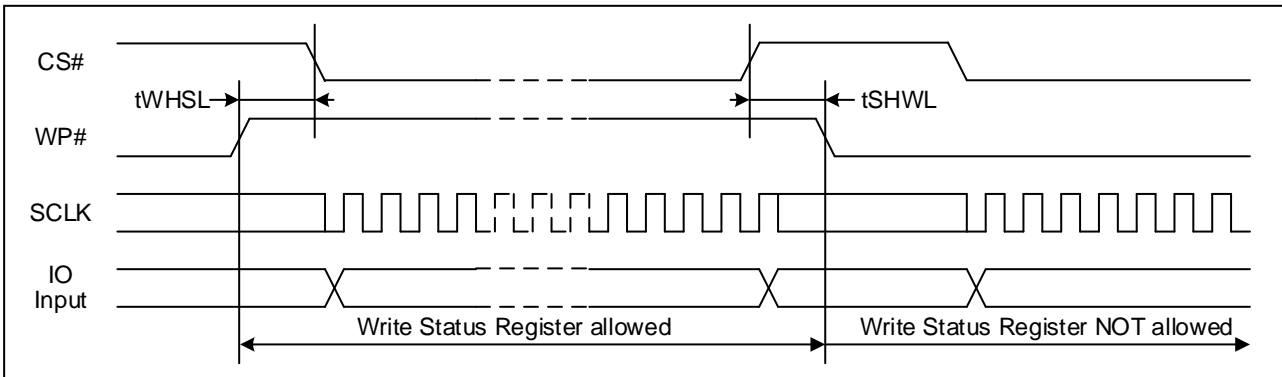 CS#
tWHSL
tSHWL
WP#
SCLK
IO
Input
Write Status Register allowed
Write Status Register NOT allowed